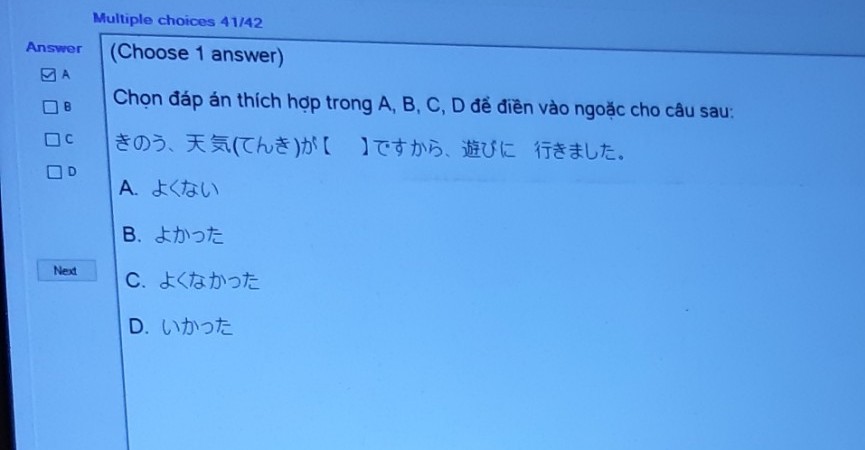 Multiple choices 41/42
Answer
A
B
C
D
Next
(Choose 1 answer)
Chọn đáp án thích hợp trong A, B, C, D để điền vào ngoặc cho câu sau:
きのう、天気(てんき)が【　】ですから、遊びに　行きました。
A. よくない
B. よかった
C. よくなかった
D. いかった